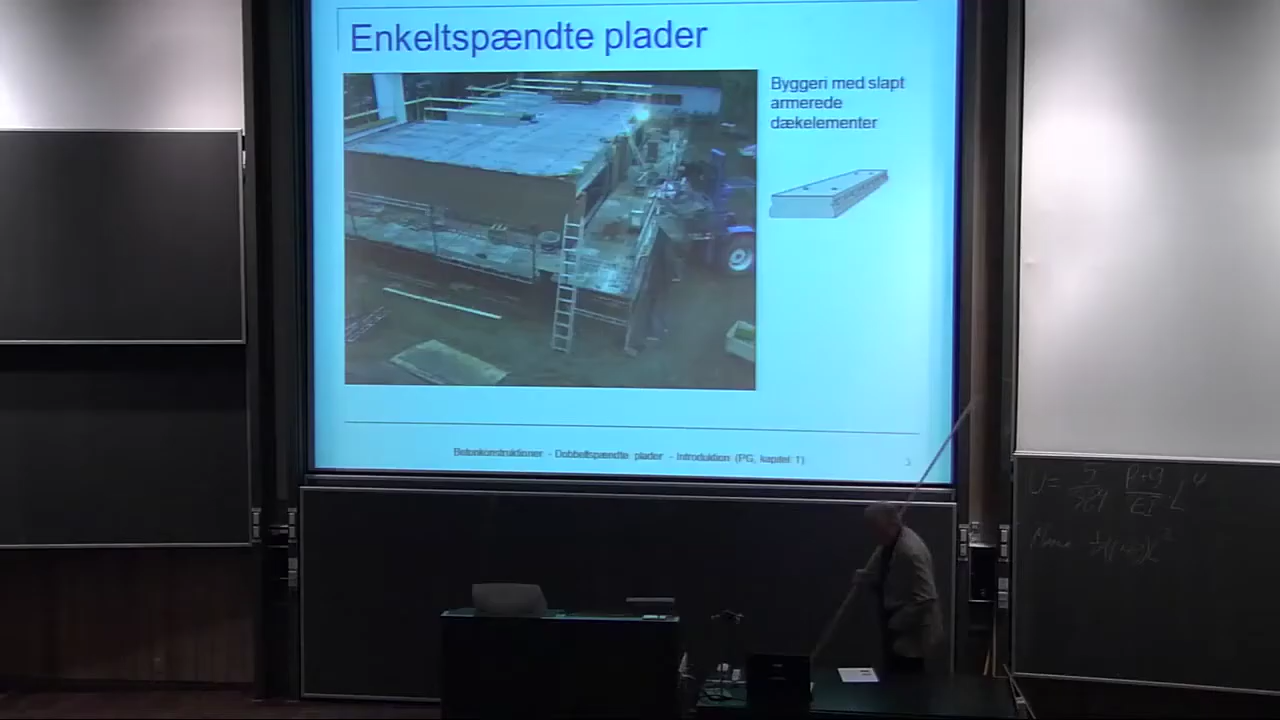 Enkeltspændte plader
Byggeri med slapt
armerede
dækelementer
Betonkonstruktioner - Dobbeltspændte plader - Introduktion (PG, kapitel 1)
3